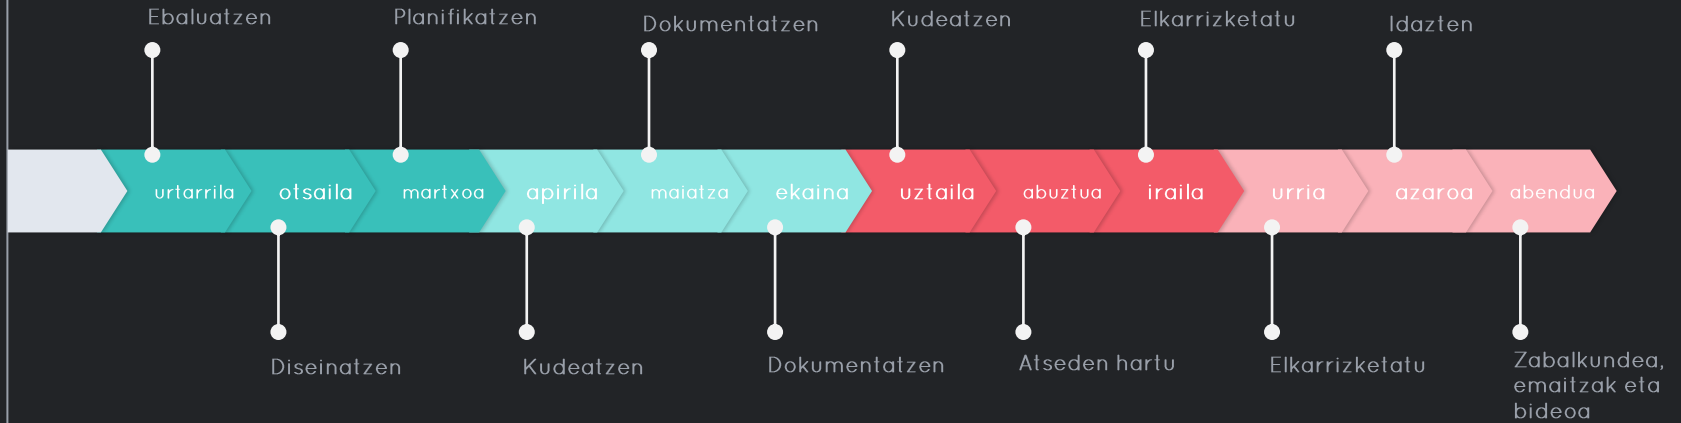 Ebaluatzen
Planifikatzen
Dokumentatzen
Kudeatzen
Elkarrizketatu
Idazten
urtarrila
otsaila
martxoa
apirila
maiatza
ekaina
uztaila
abuztua
iraila
urria
azaroa
abendua
Diseinatzen
Kudeatzen
Dokumentatzen
Atseden hartu
Elkarrizketatu
Zabalkundea,
emaitzak eta
bideoa